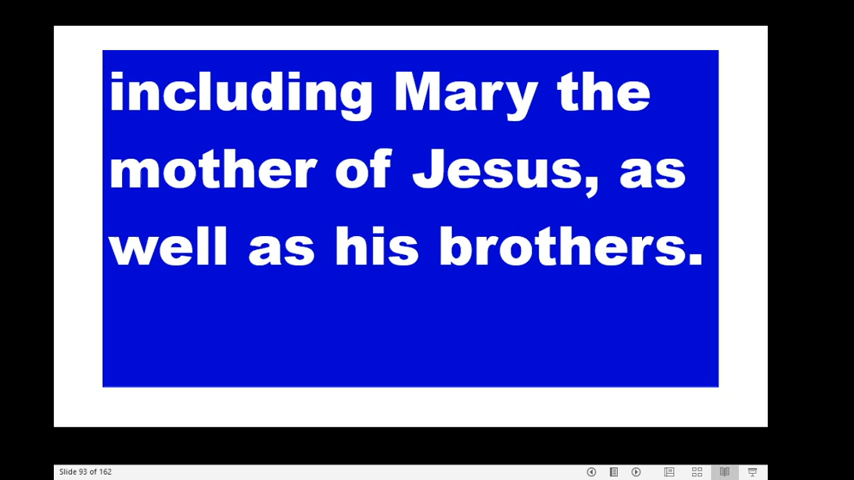 including Mary the
mother of Jesus, as
well as his brothers.
Slide 93 of 162